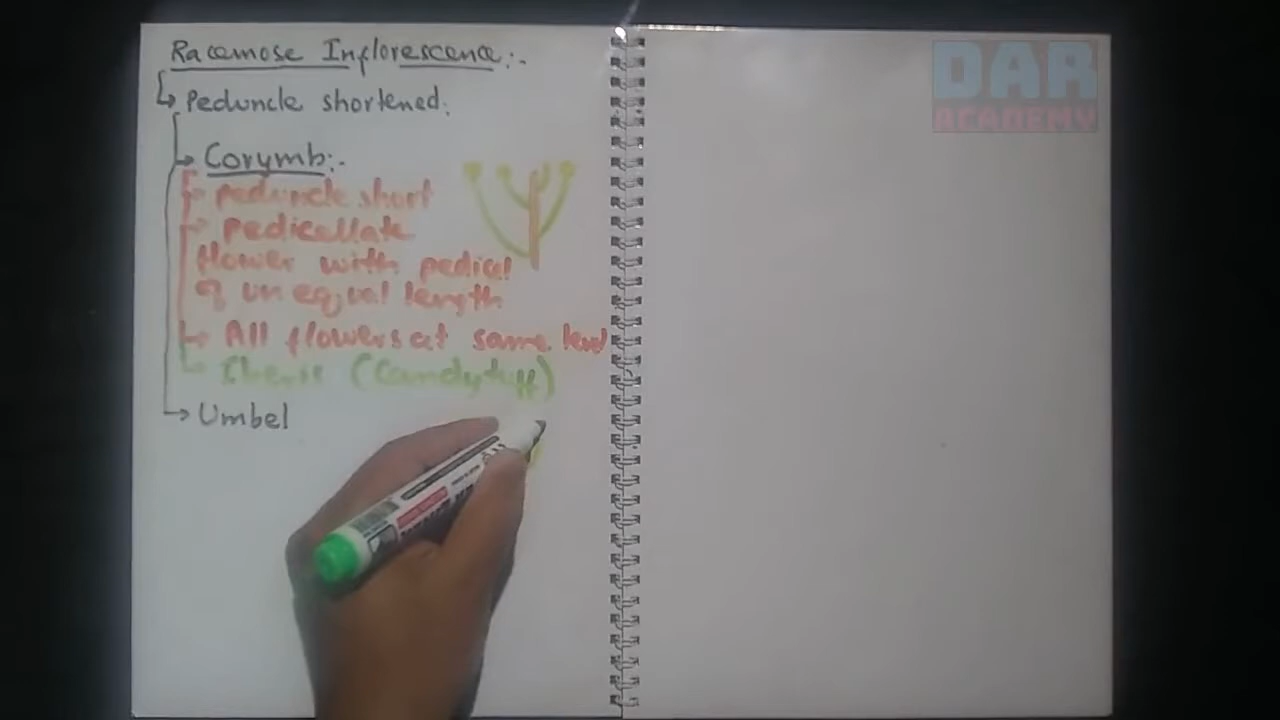 Racemose Inflorescence:-
Peduncle shortened:
Corymb:-
peduncle short
pedicellate
flower with pedical
of unequal length
All flowers at same level
Iberis (Candytuft)
Umbel
DAR
ACADEMY